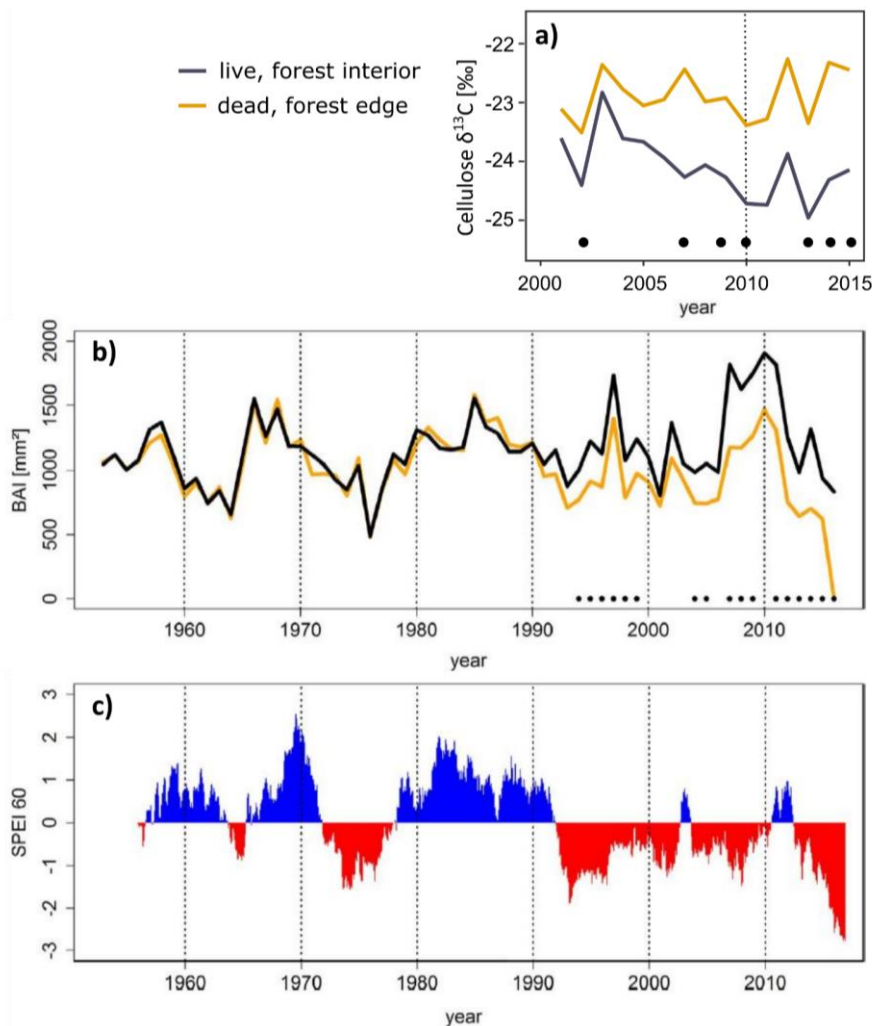 a)
live, forest interior
dead, forest edge
Cellulose δ¹³C [‰]
-22
-23
-24
-25
2000 2005 2010 2015
year
b)
BAI [mm²]
2000
1500
1000
500
0
1960 1970 1980 1990 2000 2010
year
c)
SPEI 60
3
2
1
0
-1
-2
-3
1960 1970 1980 1990 2000 2010
year